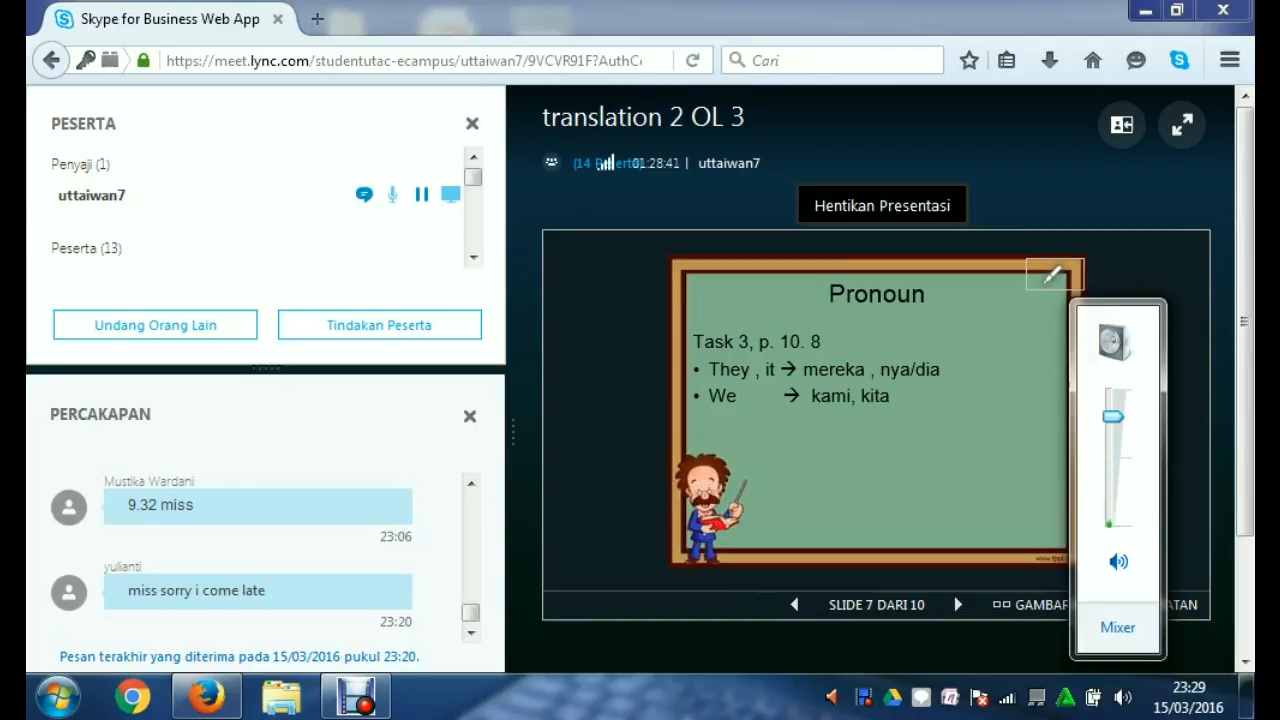 Skype for Business Web App
https://meet.lync.com/studentutac-ecampus/uttaiwan7/9VCVR91F?AuthCo
Cari
PESERTA
Penyaji (1)
uttaiwan7
Peserta (13)
Undang Orang Lain
Tindakan Peserta
PERCAKAPAN
Mustika Wardani
9.32 miss
23:06
yulianti
miss sorry i come late
23:20
Pesan terakhir yang diterima pada 15/03/2016 pukul 23:20.
translation 2 OL 3
(14 01:28:41 | uttaiwan7
Hentikan Presentasi
Pronoun
Task 3, p. 10. 8
• They , it → mereka , nya/dia
• We → kami, kita
SLIDE 7 DARI 10
GAMBAR
ATAN
Mixer
23:29
15/03/2016